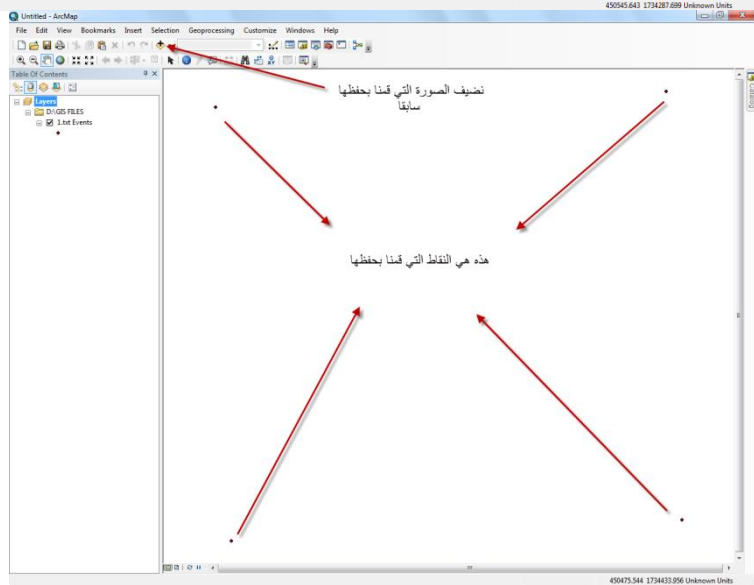 450545.643 1734287.699 Unknown Units
Untitled - ArcMap
File Edit View Bookmarks Insert Selection Geoprocessing Customize Windows Help
Table Of Contents
Layers
D:\GIS FILES
1.txt Events
Catalog
نضيف الصورة التي قمنا بحفظها
سابقا
هذه هي النقاط التي قمنا بحفظها
450475.544 1734433.956 Unknown Units